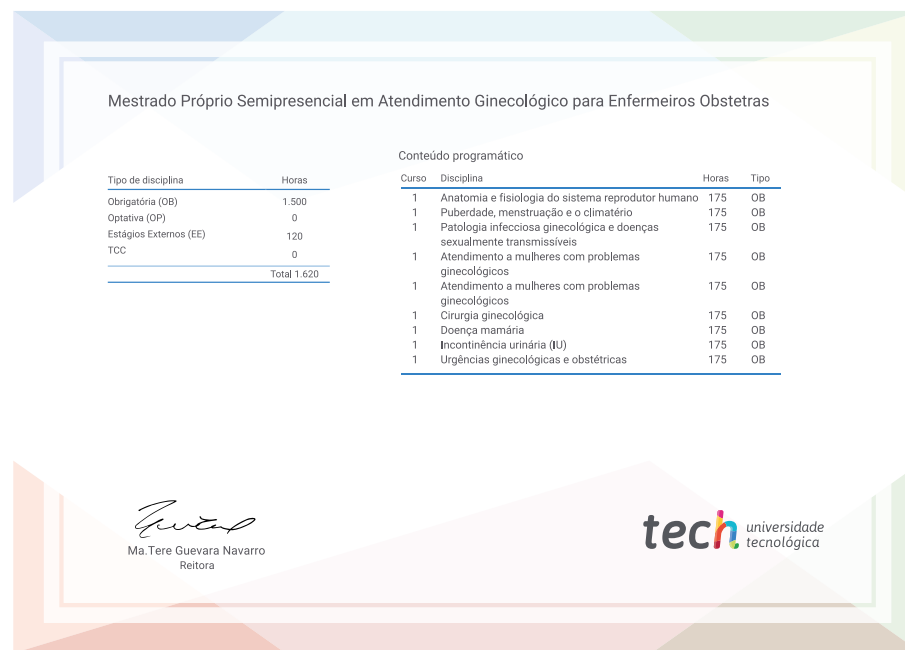 Mestrado Próprio Semipresencial em Atendimento Ginecológico para Enfermeiros Obstetras
Tipo de disciplina Horas
Obrigatória (OB) 1.500
Optativa (OP) 0
Estágios Externos (EE) 120
TCC 0
Total 1.620
Conteúdo programático
Curso Disciplina Horas Tipo
1 Anatomia e fisiologia do sistema reprodutor humano 175 OB
1 Puberdade, menstruação e o climatério 175 OB
1 Patologia infecciosa ginecológica e doenças 175 OB
sexualmente transmissíveis
1 Atendimento a mulheres com problemas 175 OB
ginecológicos
1 Atendimento a mulheres com problemas 175 OB
ginecológicos
1 Cirurgia ginecológica 175 OB
1 Doença mamária 175 OB
1 Incontinência urinária (IU) 175 OB
1 Urgências ginecológicas e obstétricas 175 OB
Ma.Tere Guevara Navarro
Reitora
tech universidade
tecnológica